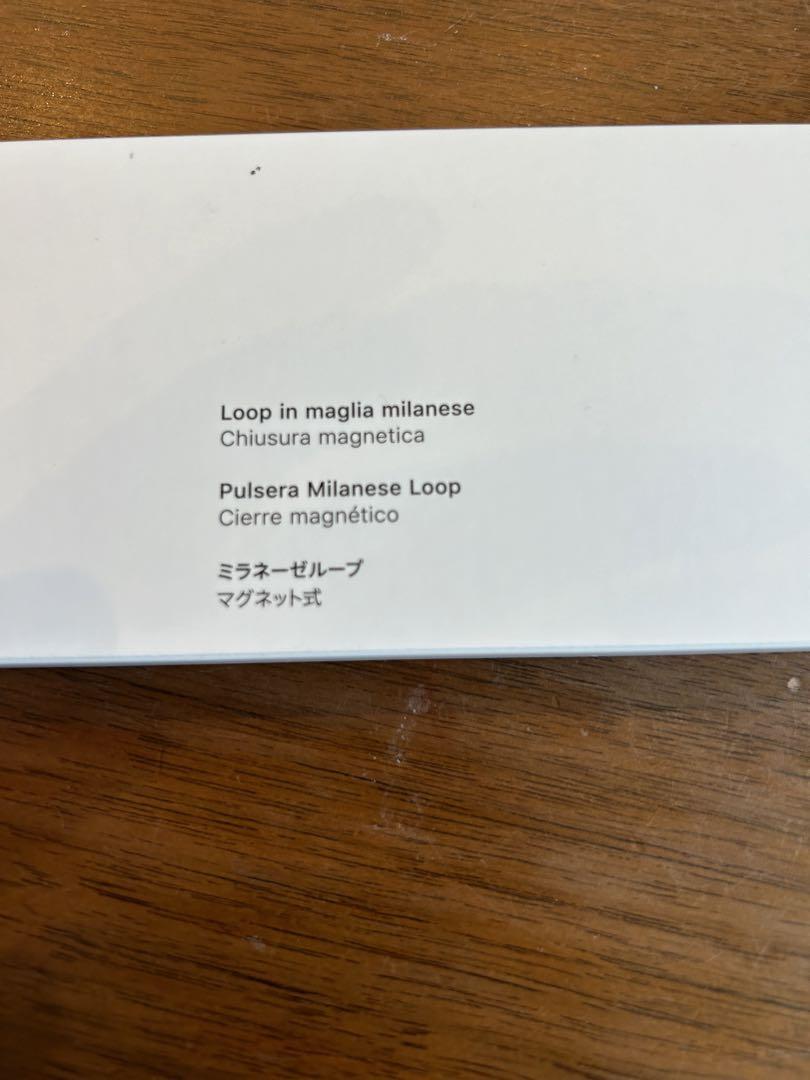 Loop in maglia milanese
Chiusura magnetica
Pulsera Milanese Loop
Cierre magnético
ミラネーゼループ
マグネット式